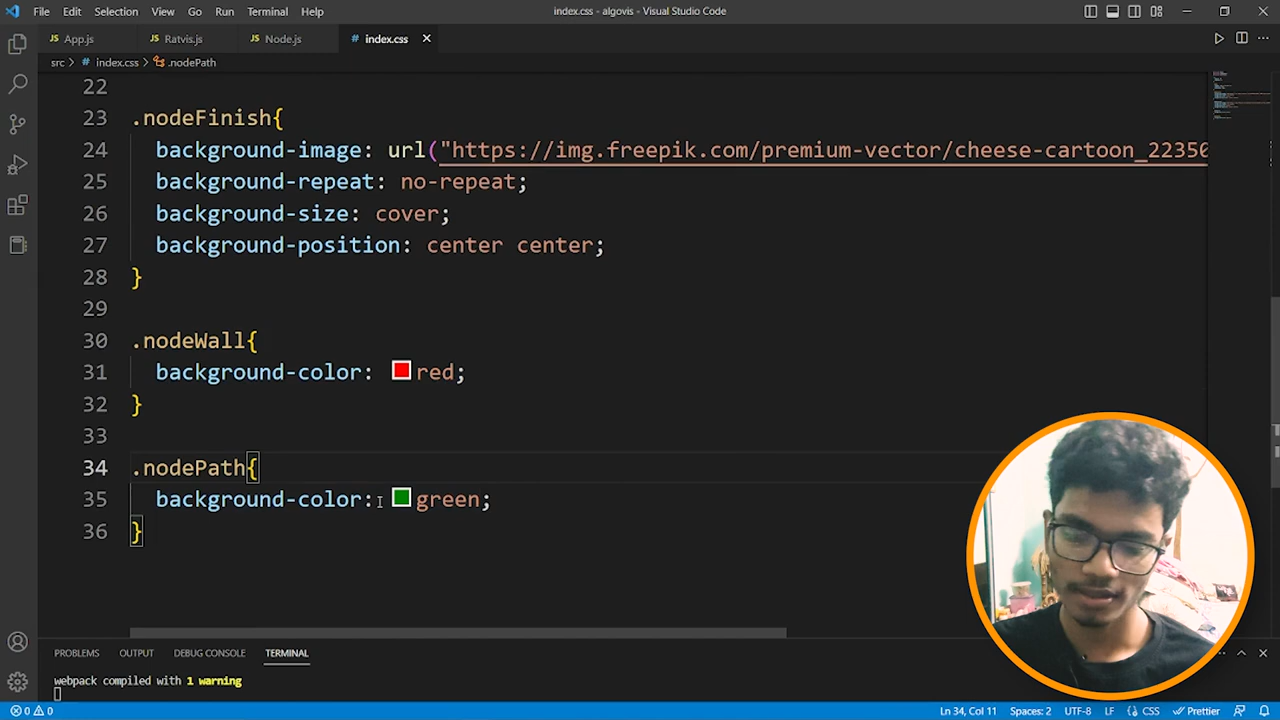 File Edit Selection View Go Run Terminal Help index.css - algovis - Visual Studio Code
App.js Ratvis.js Node.js index.css
src > index.css > .nodePath
22
23 .nodeFinish{
24 background-image: url("https://img.freepik.com/premium-vector/cheese-cartoon_22350
25 background-repeat: no-repeat;
26 background-size: cover;
27 background-position: center center;
28 }
29
30 .nodeWall{
31 background-color: red;
32 }
33
34 .nodePath{
35 background-color: green;
36 }
PROBLEMS OUTPUT DEBUG CONSOLE TERMINAL
webpack compiled with 1 warning
0 0 Ln 34, Col 11 Spaces: 2 UTF-8 LF CSS Prettier